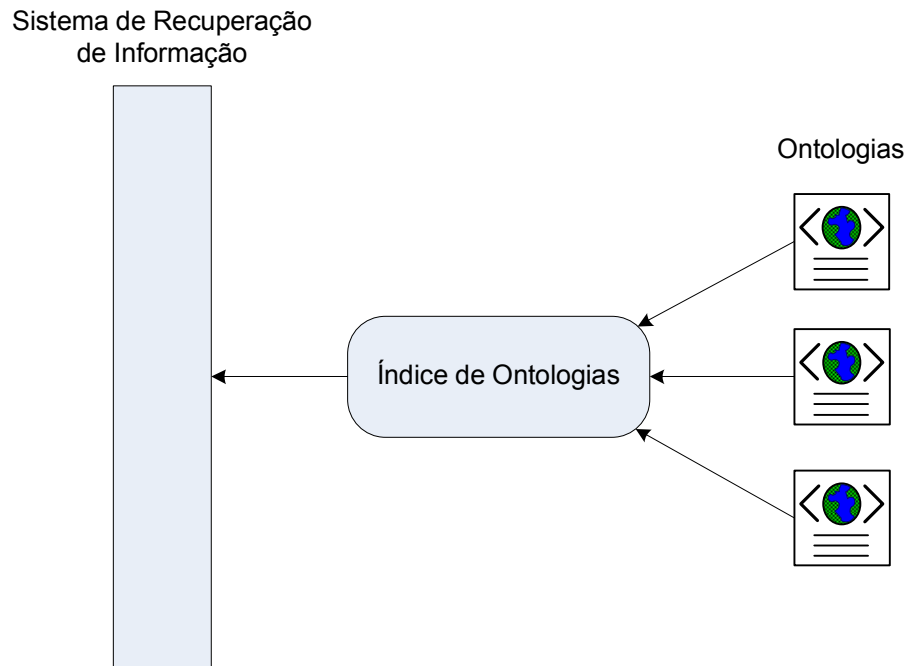 Sistema de Recuperação
de Informação
Ontologias
Índice de Ontologias